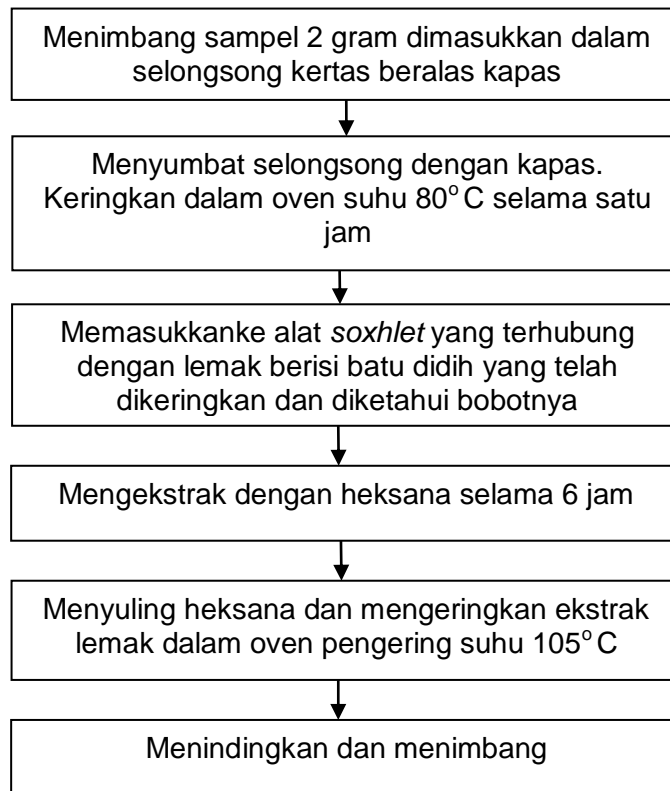 Menimbang sampel 2 gram dimasukkan dalam
selongsong kertas beralas kapas
Menyumbat selongsong dengan kapas.
Keringkan dalam oven suhu 80°C selama satu
jam
Memasukkanke alat soxhlet yang terhubung
dengan lemak berisi batu didih yang telah
dikeringkan dan diketahui bobotnya
Mengekstrak dengan heksana selama 6 jam
Menyuling heksana dan mengeringkan ekstrak
lemak dalam oven pengering suhu 105°C
Menindingkan dan menimbang